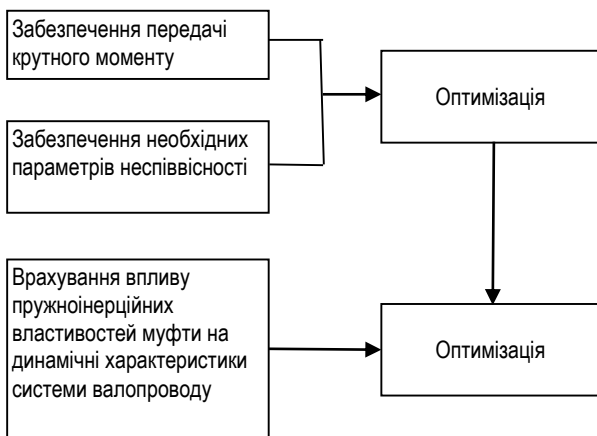 Забезпечення передачі
крутного моменту
Оптимізація
Забезпечення необхідних
параметрів неспіввісності
Врахування впливу
пружноінерційних
властивостей муфти на
динамічні характеристики
системи валопроводу
Оптимізація